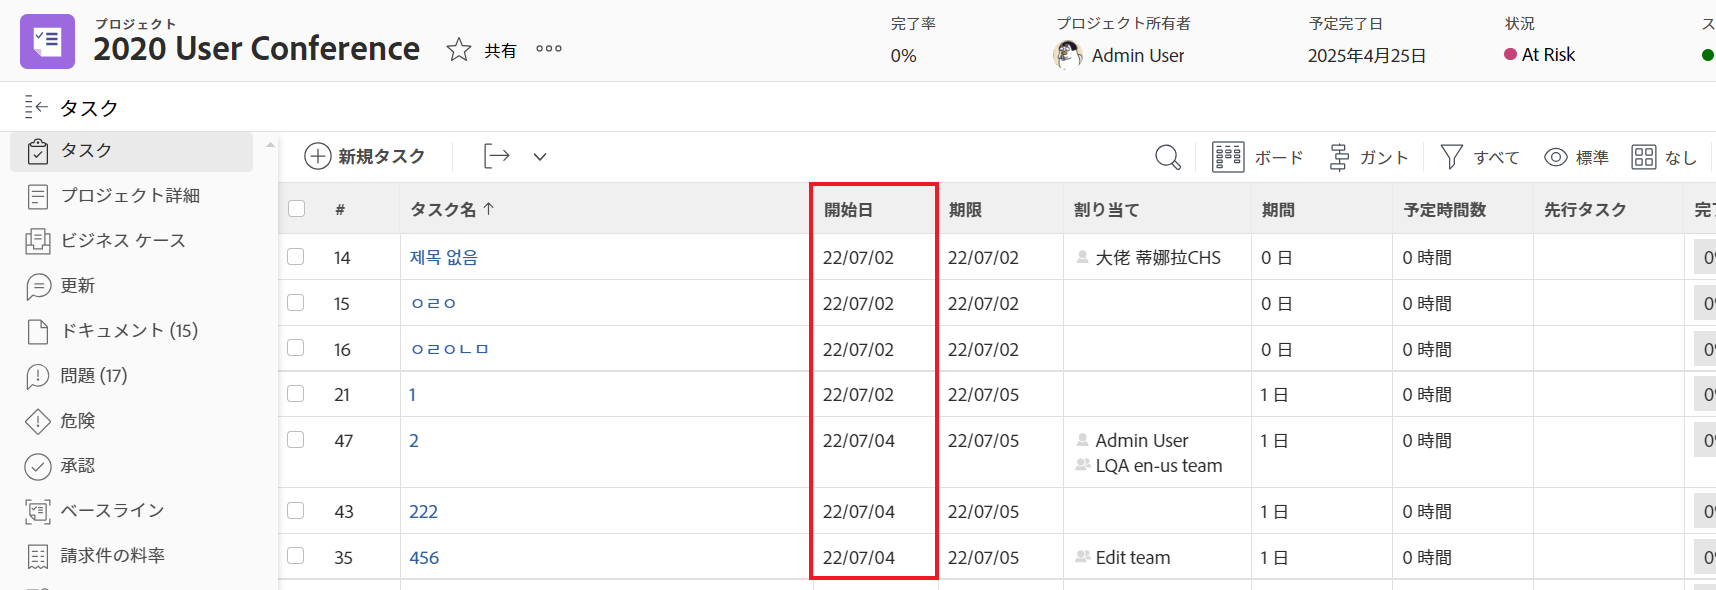 プロジェクト
2020 User Conference
共有
完了率
0%
プロジェクト所有者
Admin User
予定完了日
2025年4月25日
状況
At Risk
タスク
タスク
プロジェクト詳細
ビジネス ケース
更新
ドキュメント (15)
問題 (17)
危険
承認
ベースライン
請求件の料率
新規タスク
ボード
ガント
すべて
標準
なし
# タスク名 開始日 期限 割り当て 期間 予定時間数 先行タスク
14 제목 없음 22/07/02 22/07/02 大佬 蒂娜拉CHS 0 日 0 時間
15 ㅇㄹㅇ 22/07/02 22/07/02 0 日 0 時間
16 ㅇㄹㅇㄴㅁ 22/07/02 22/07/02 0 日 0 時間
21 1 22/07/02 22/07/05 1 日 0 時間
47 2 22/07/04 22/07/05 Admin User 1 日 0 時間
LQA en-us team
43 222 22/07/04 22/07/05 1 日 0 時間
35 456 22/07/04 22/07/05 Edit team 1 日 0 時間